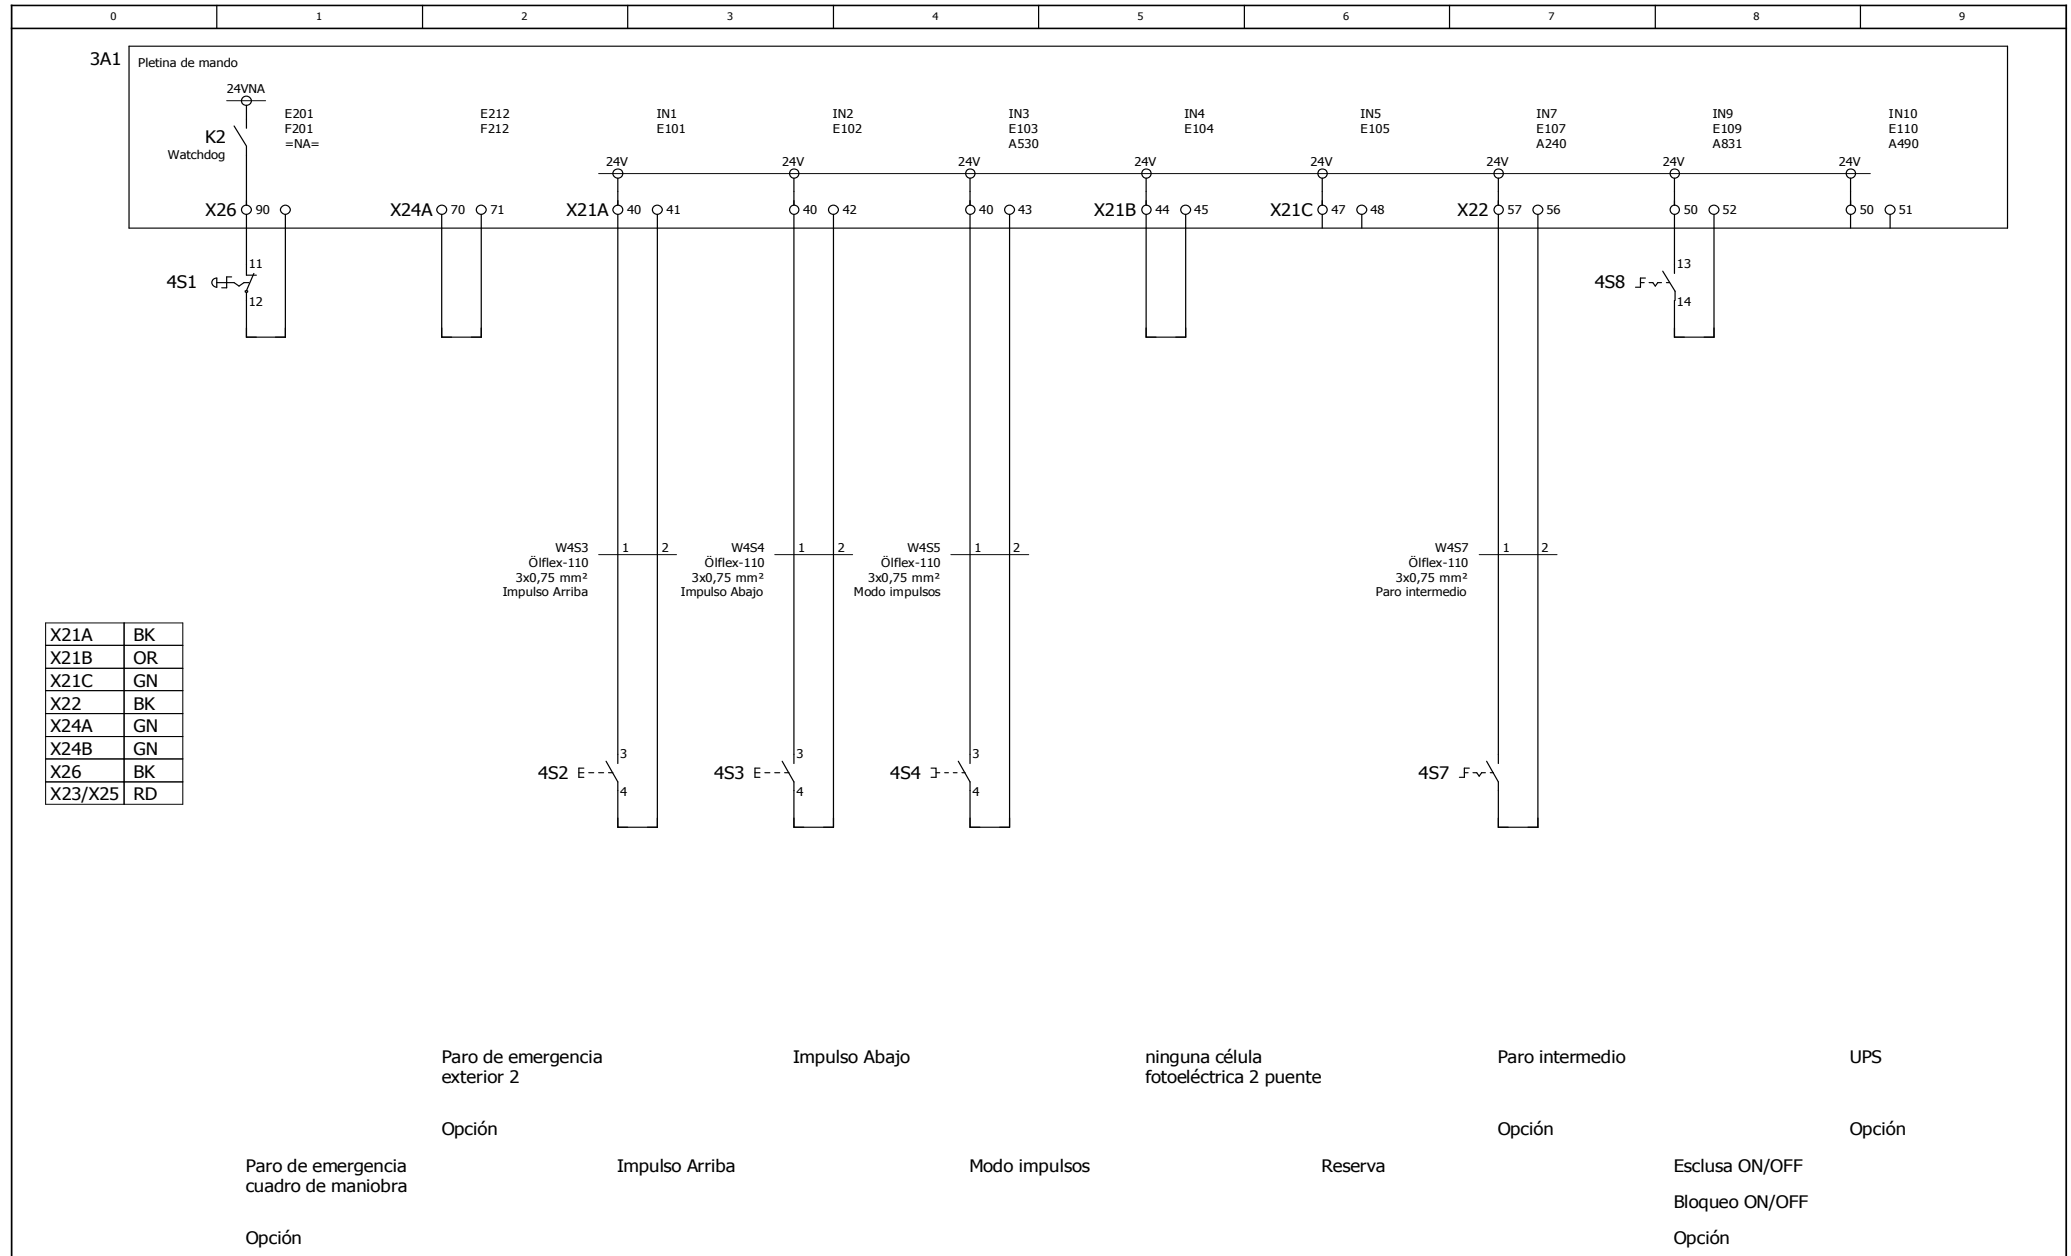 0 1 2 3 4 5 6 7 8 9
3A1
Pletina de mando
24VNA
K2
Watchdog
E201
F201
=NA=
E212
F212
IN1
E101
IN2
E102
IN3
E103
A530
IN4
E104
IN5
E105
IN7
E107
A240
IN9
E109
A831
IN10
E110
A490
24V 24V 24V 24V 24V 24V 24V 24V
X26 90 X24A 70 71 X21A 40 41 40 42 40 43 X21B 44 45 X21C 47 48 X22 57 56 50 52 50 51
11
4S1
12
13
4S8
14
W4S3 1 2
Ölflex-110
3x0,75 mm²
Impulso Arriba
W4S4 1 2
Ölflex-110
3x0,75 mm²
Impulso Abajo
W4S5 1 2
Ölflex-110
3x0,75 mm²
Modo impulsos
W4S7 1 2
Ölflex-110
3x0,75 mm²
Paro intermedio
X21A BK
X21B OR
X21C GN
X22 BK
X24A GN
X24B GN
X26 BK
X23/X25 RD
3
4S2
4
3
4S3
4
3
4S4
4
4S7
Paro de emergencia
exterior 2
Opción
Impulso Abajo
ninguna célula
fotoeléctrica 2 puente
Paro intermedio
Opción
UPS
Opción
Paro de emergencia
cuadro de maniobra
Opción
Impulso Arriba
Modo impulsos
Reserva
Esclusa ON/OFF
Bloqueo ON/OFF
Opción